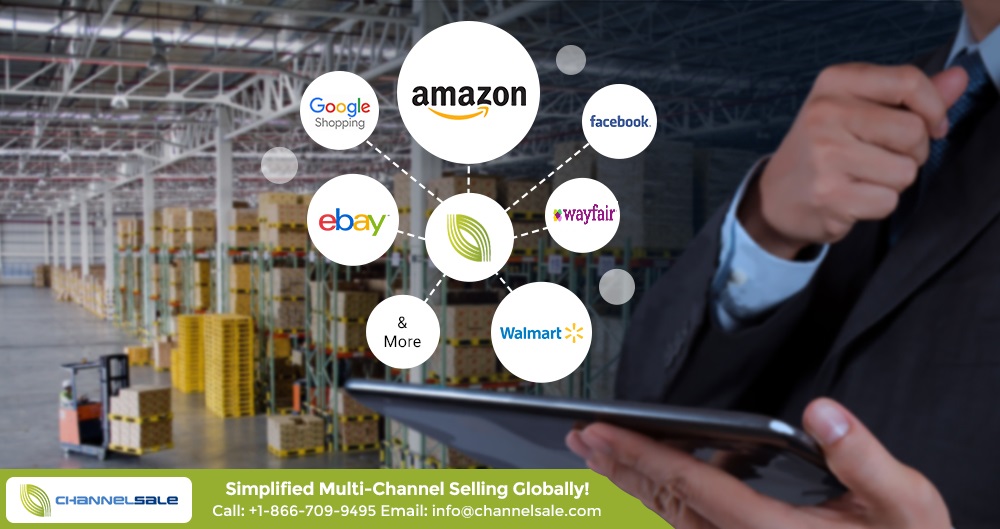 amazon
Google
Shopping
facebook.
ebay
wayfair
&
More
Walmart
CHANNELSALE
Simplified Multi-Channel Selling Globally!
Call: +1-866-709-9495 Email: info@channelsale.com